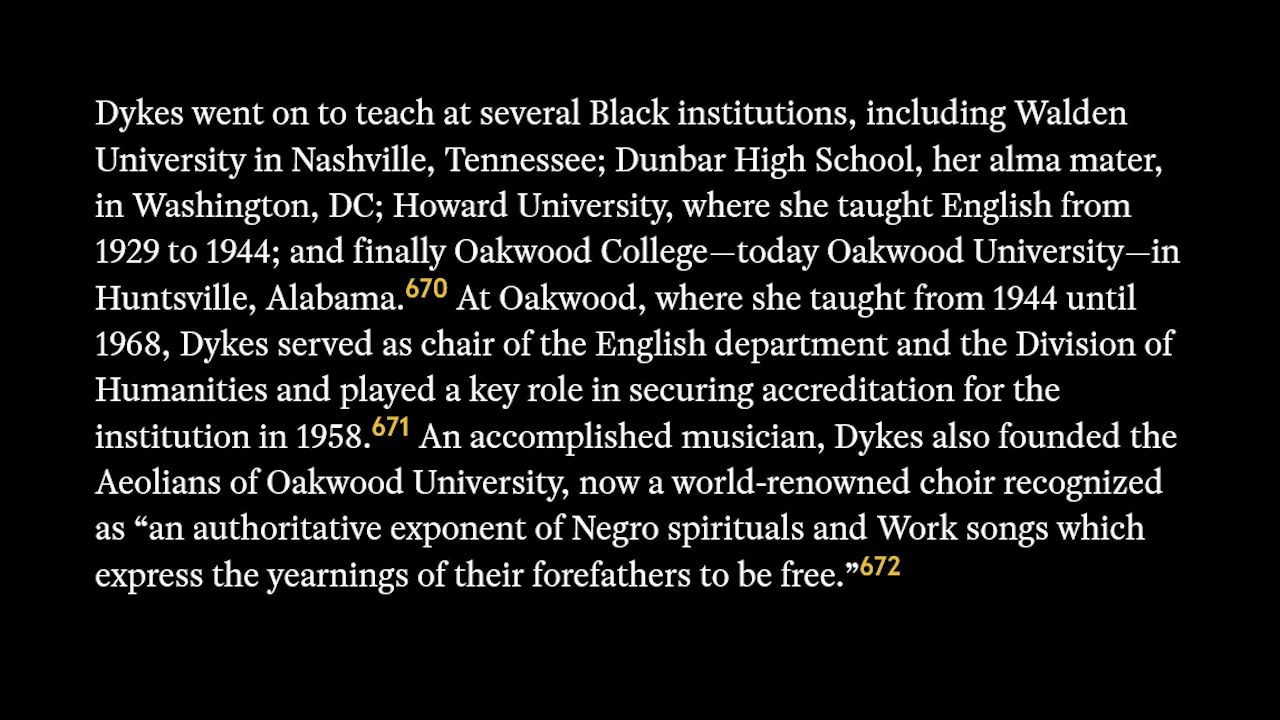 Dykes went on to teach at several Black institutions, including Walden
University in Nashville, Tennessee; Dunbar High School, her alma mater,
in Washington, DC; Howard University, where she taught English from
1929 to 1944; and finally Oakwood College—today Oakwood University—in
Huntsville, Alabama.670 At Oakwood, where she taught from 1944 until
1968, Dykes served as chair of the English department and the Division of
Humanities and played a key role in securing accreditation for the
institution in 1958.671 An accomplished musician, Dykes also founded the
Aeolians of Oakwood University, now a world-renowned choir recognized
as “an authoritative exponent of Negro spirituals and Work songs which
express the yearnings of their forefathers to be free.”672